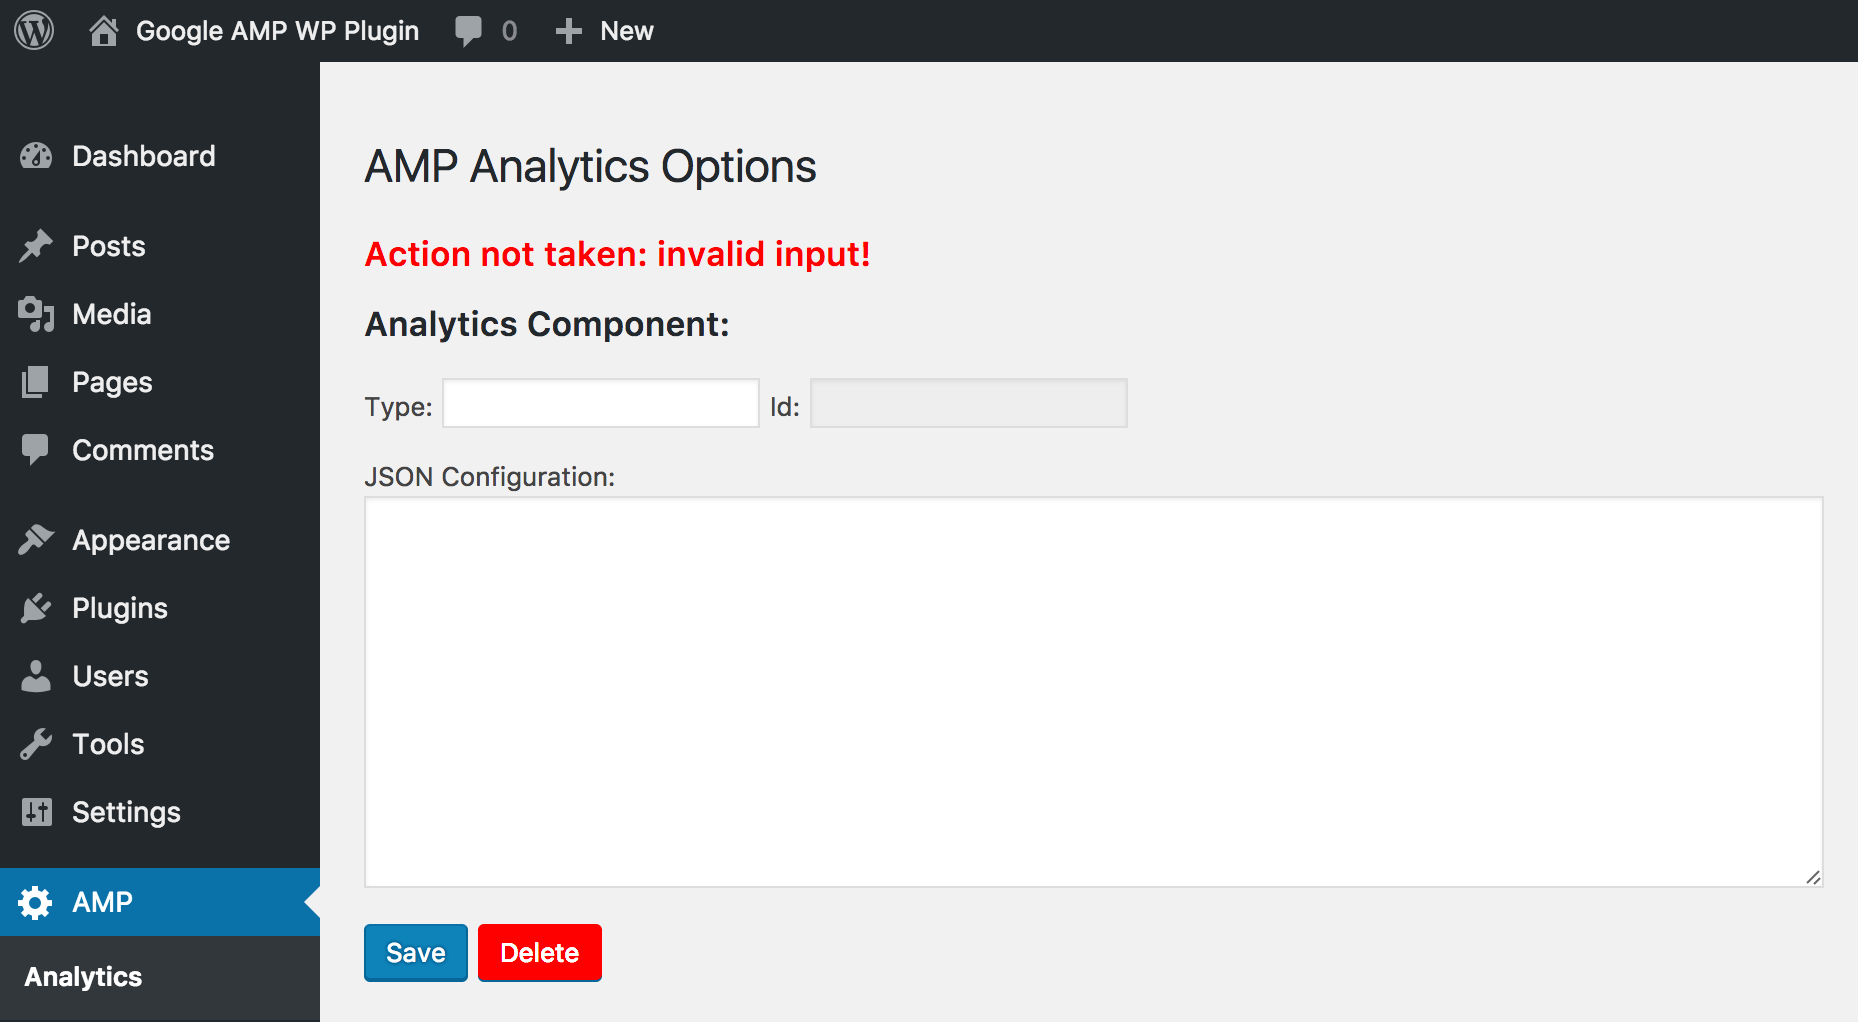 Google AMP WP Plugin 0 New
Dashboard
Posts
Media
Pages
Comments
Appearance
Plugins
Users
Tools
Settings
AMP
Analytics
AMP Analytics Options
Action not taken: invalid input!
Analytics Component:
Type: Id:
JSON Configuration:
Save Delete